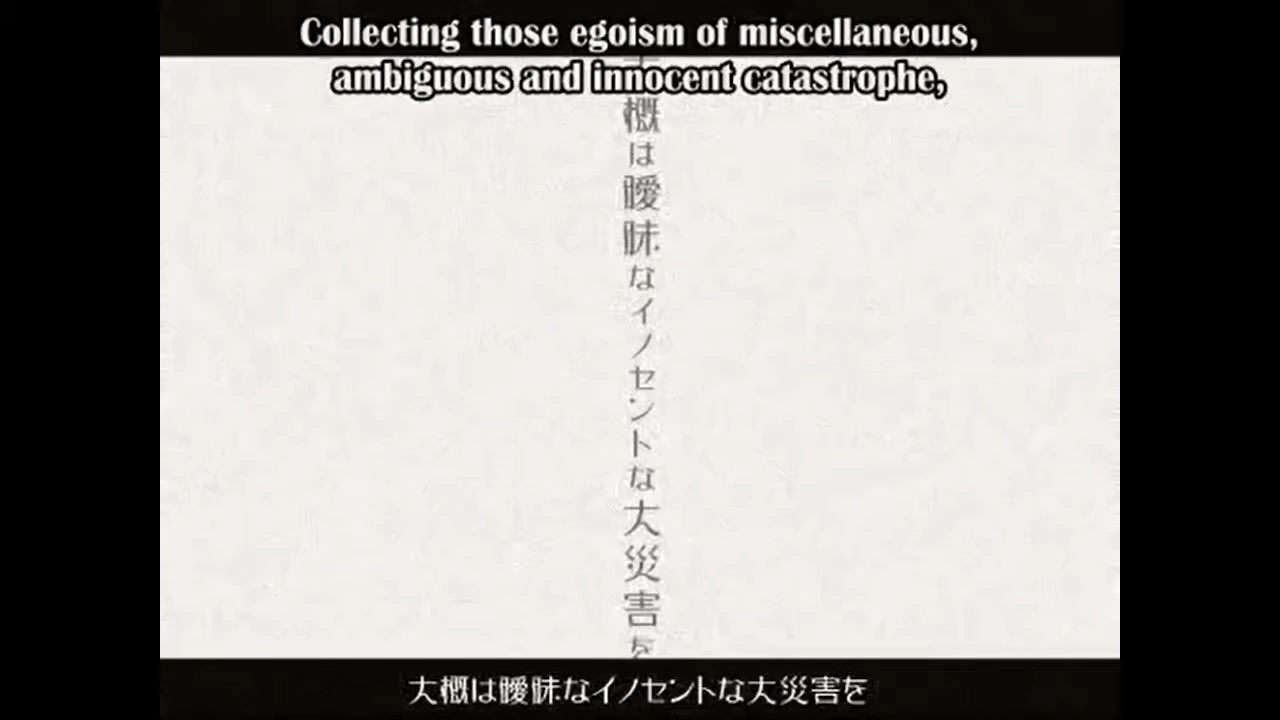 Collecting those egoism of miscellaneous,
ambiguous and innocent catastrophe,
大概は曖昧なイノセントな大災害を
大概は曖昧なイノセントな大災害を